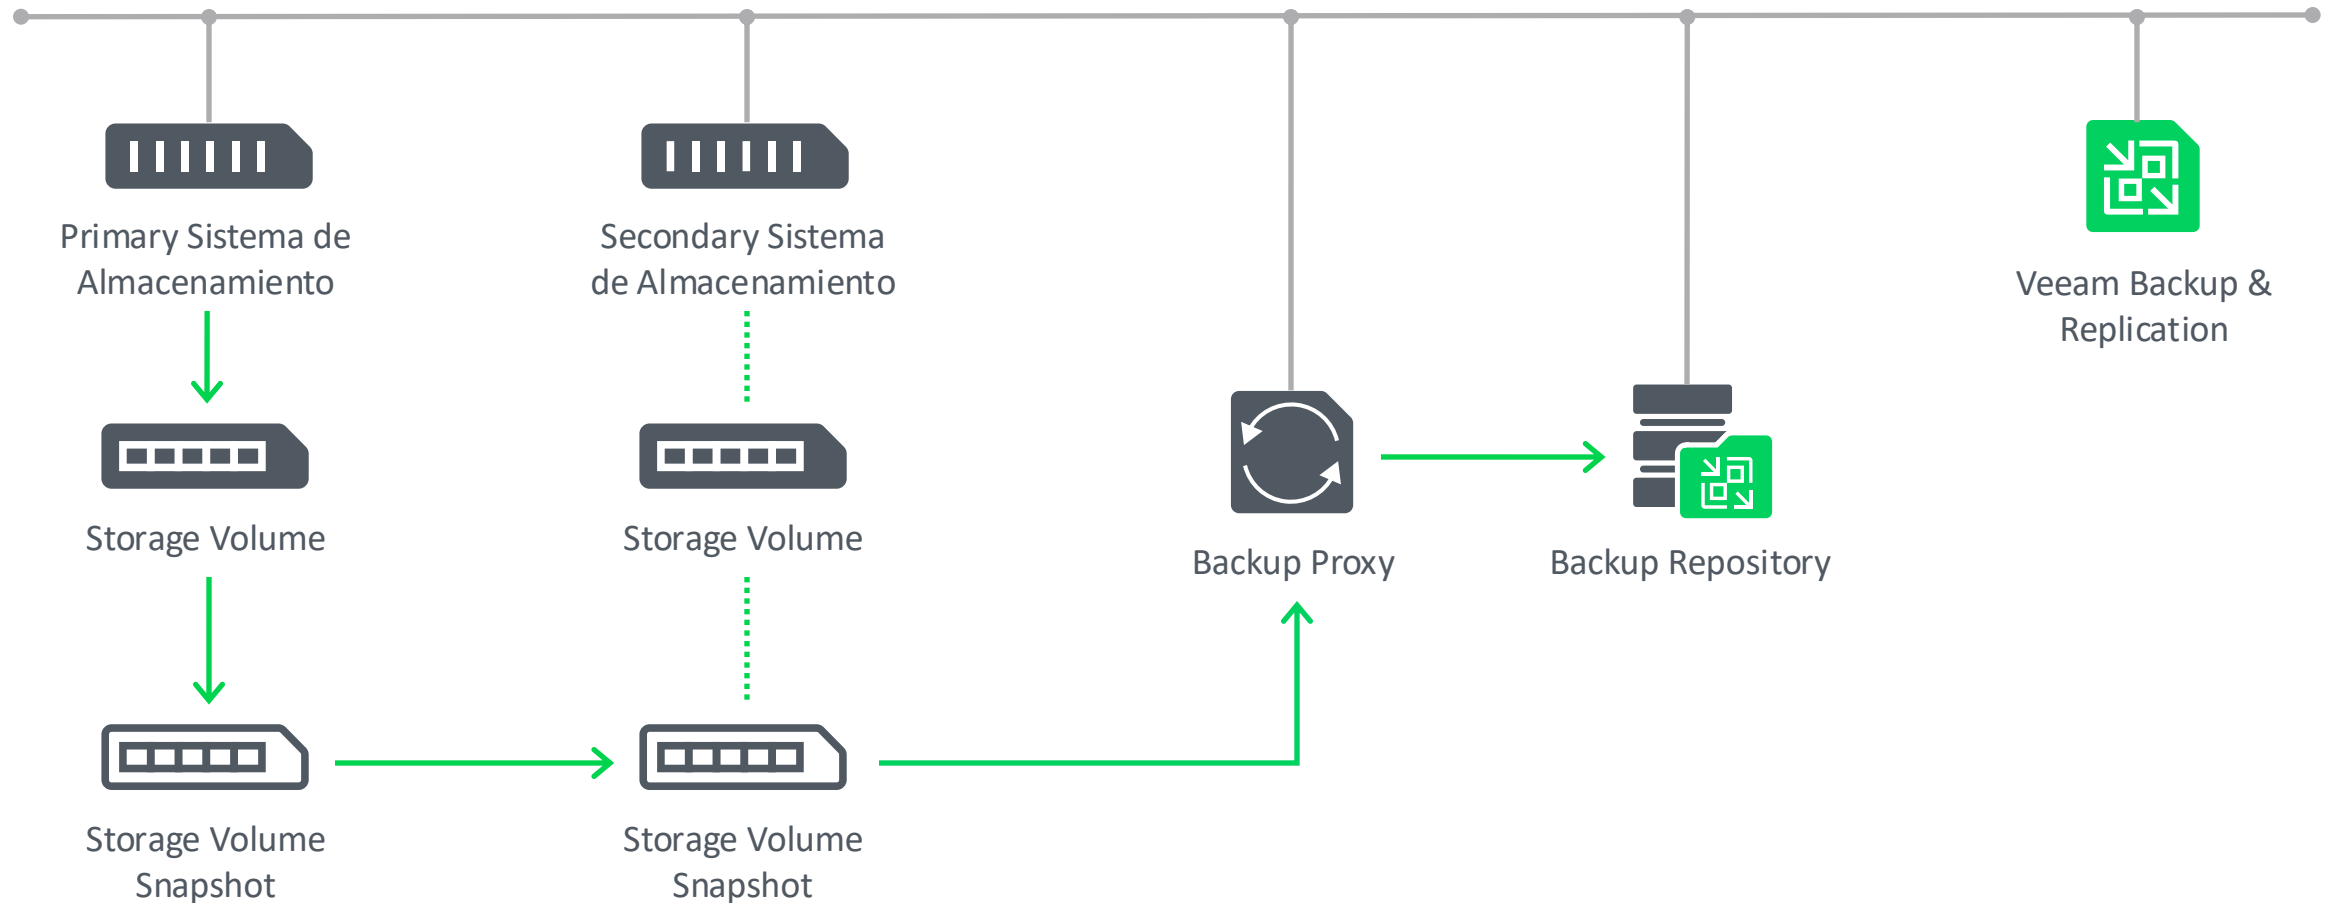 Primary Sistema de
Almacenamiento
Secondary Sistema
de Almacenamiento
Veeam Backup &
Replication
Storage Volume
Storage Volume
Backup Proxy
Backup Repository
Storage Volume
Snapshot
Storage Volume
Snapshot